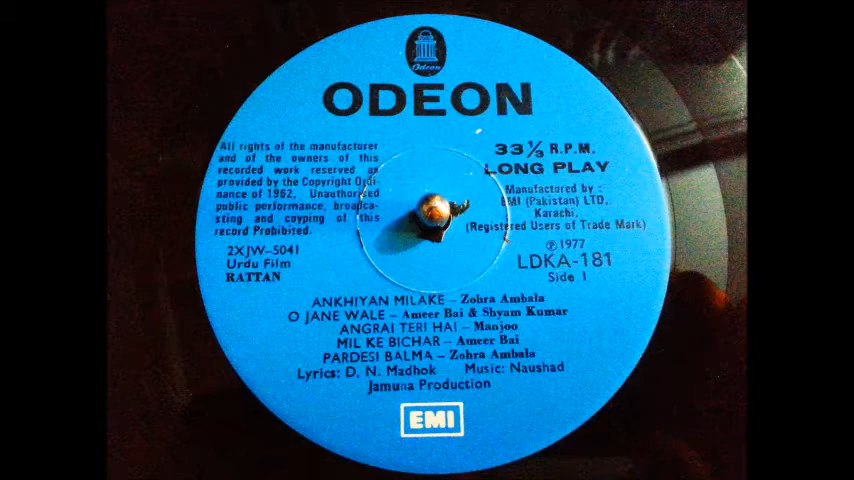 Odeon
ODEON
All rights of the manufacturer
and of the owners of this
recorded work reserved as
provided by the Copyright Ordi-
nance of 1962. Unauthorised
public performance, broadca-
sting and coyping of this
record Prohibited.
2XJW-5041
Urdu Film
RATTAN
33⅓ R.P.M.
LONG PLAY
Manufactured by :
EMI (Pakistan) LTD.
Karachi.
(Registered Users of Trade Mark)
℗ 1977
LDKA-181
Side 1
ANKHIYAN MILAKE – Zohra Ambala
O JANE WALE – Ameer Bai & Shyam Kumar
ANGRAI TERI HAI – Manjoo
MIL KE BICHAR – Ameer Bai
PARDESI BALMA – Zohra Ambala
Lyrics: D. N. Madhok Music: Naushad
Jamuna Production
EMI